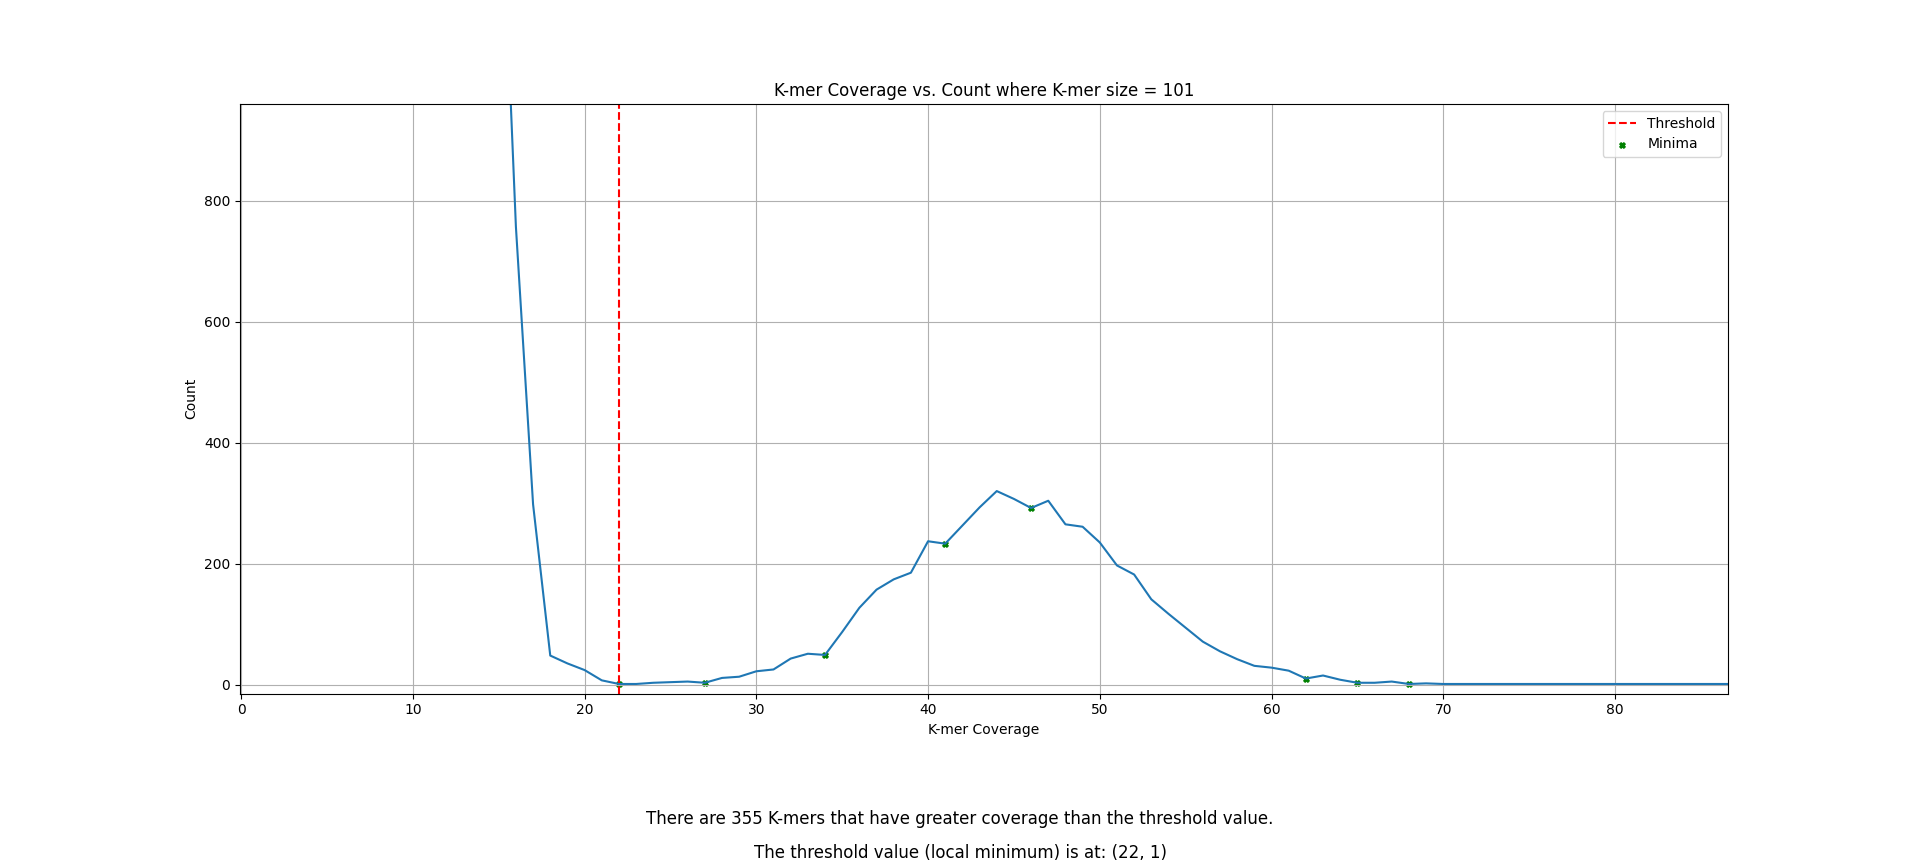 K-mer Coverage vs. Count where K-mer size = 101
Threshold
Minima
800
600
400
200
0
Count
0 10 20 30 40 50 60 70 80
K-mer Coverage
There are 355 K-mers that have greater coverage than the threshold value.
The threshold value (local minimum) is at: (22, 1)